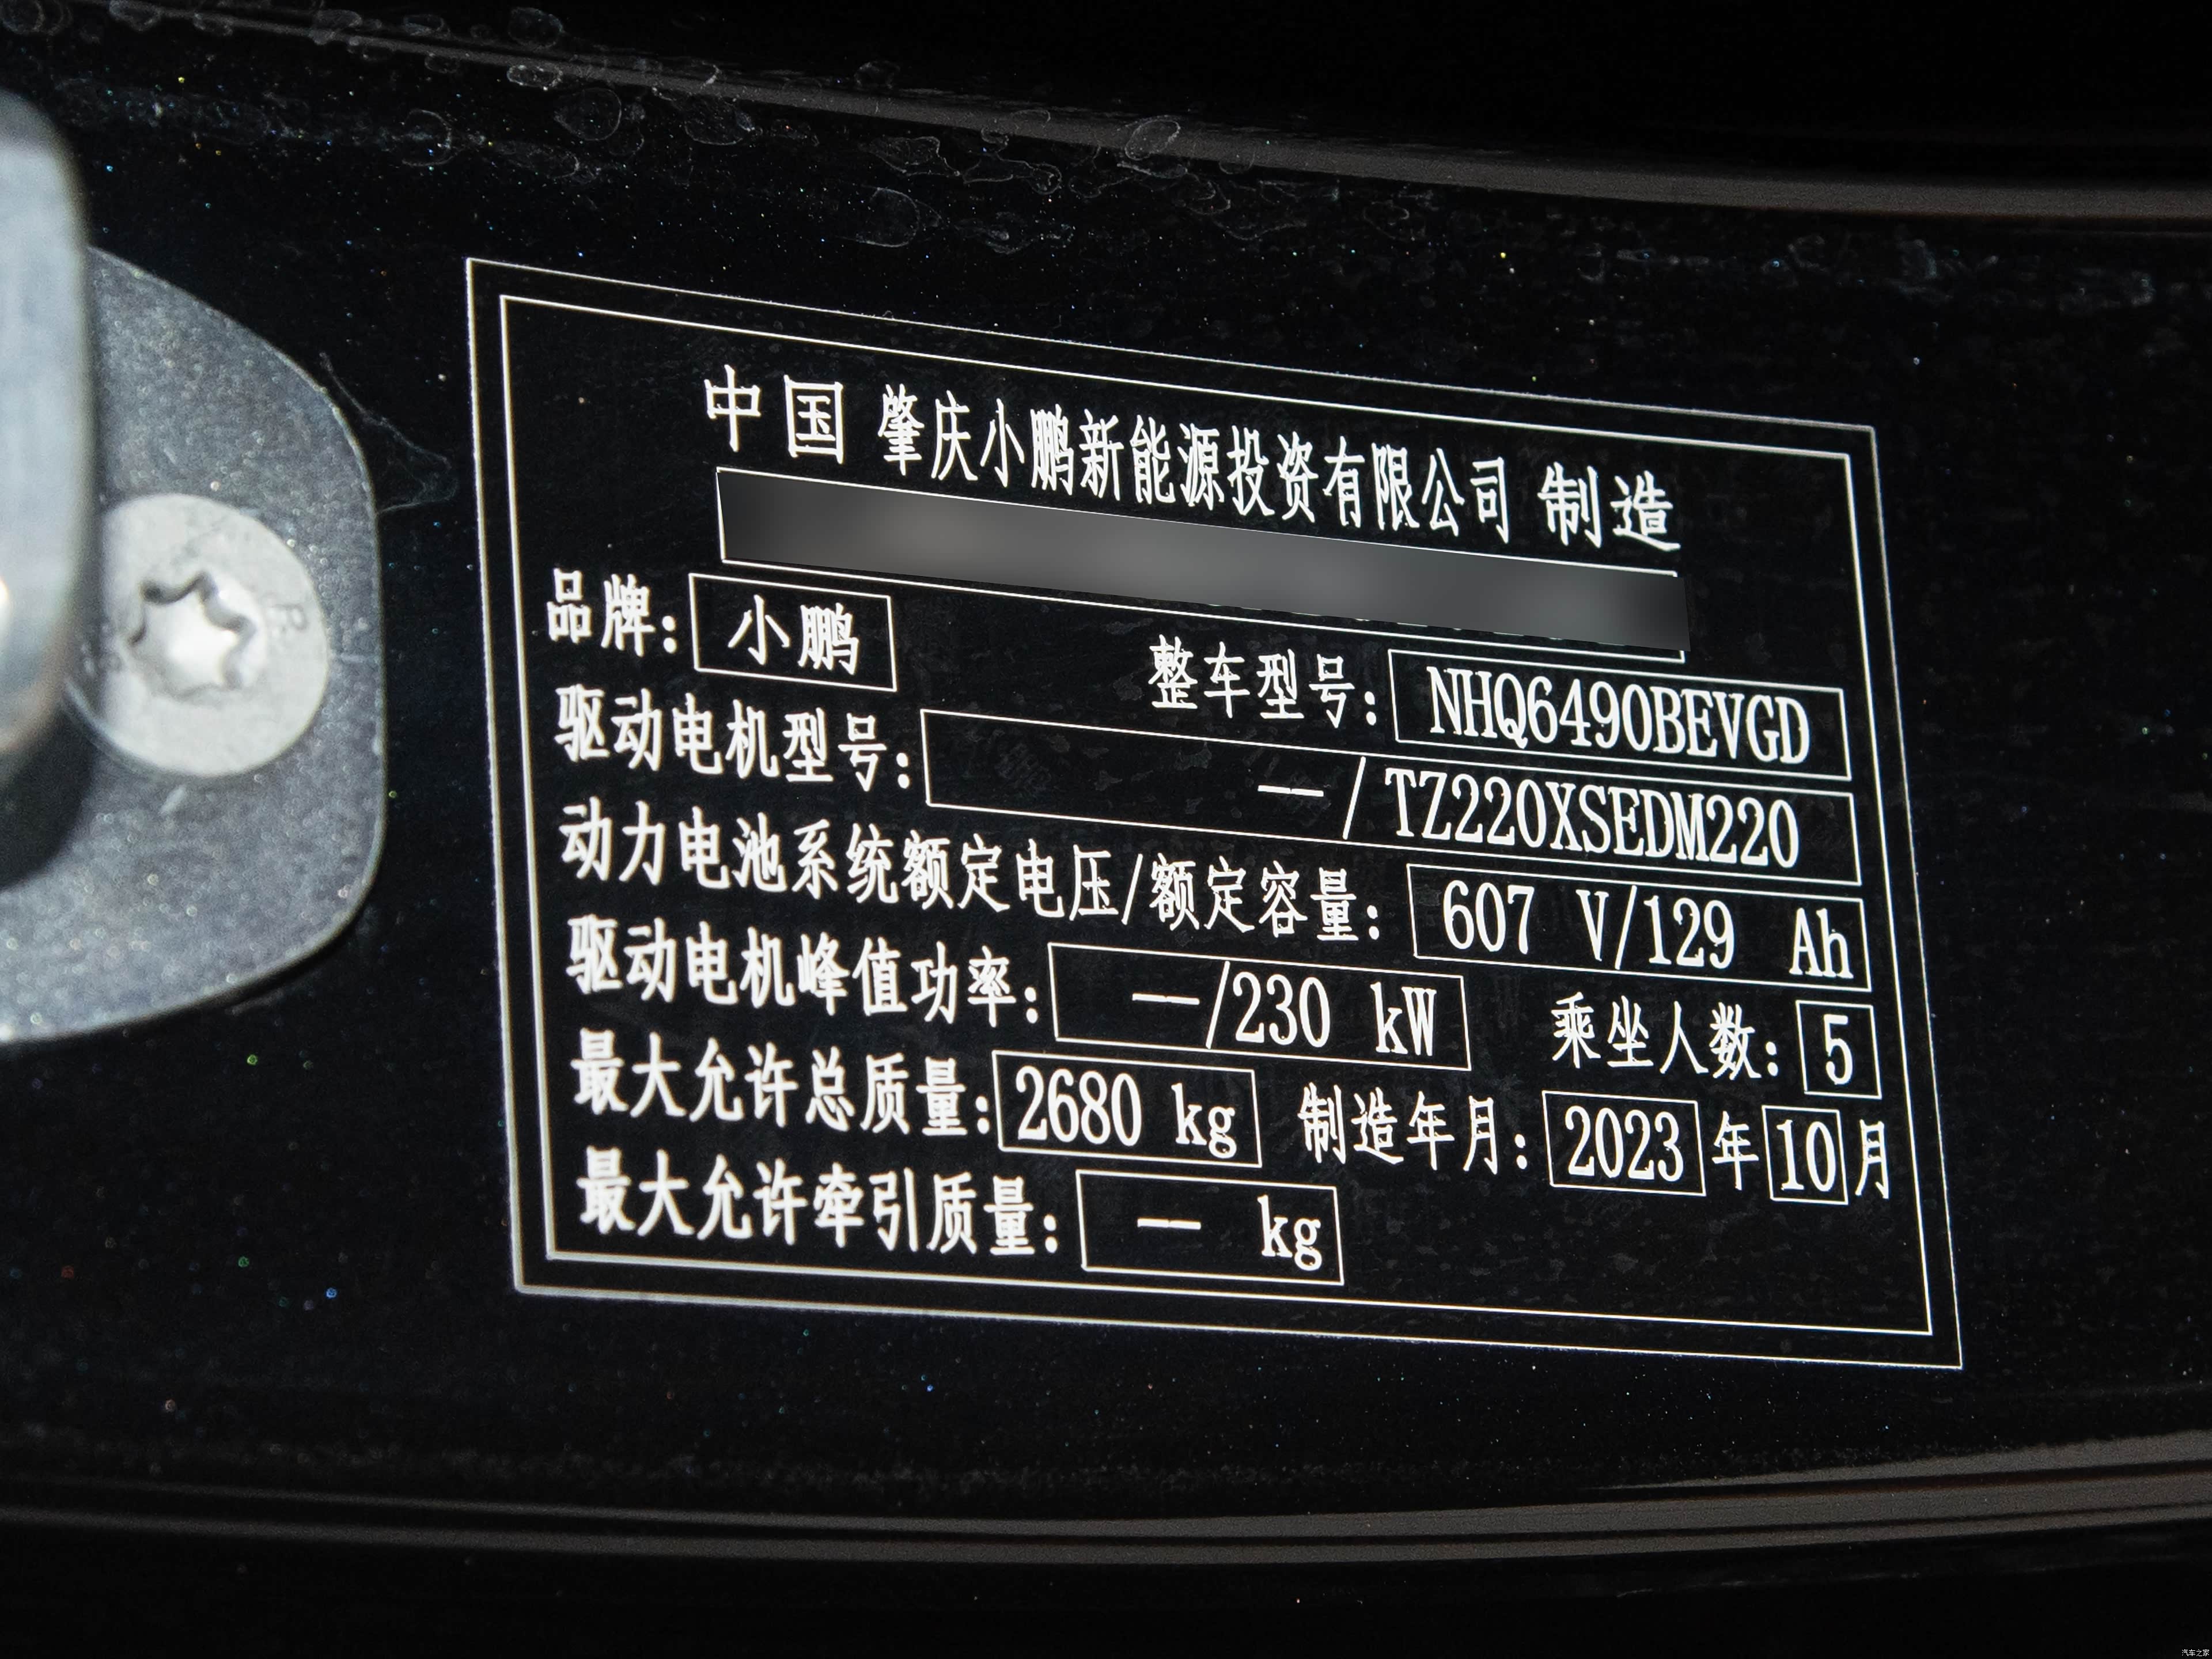 中国 肇庆小鹏新能源投资有限公司 制造
品牌: 小鹏 整车型号: NHQ6490BEVGD
驱动电机型号: --/TZ220XSEDM220
动力电池系统额定电压/额定容量: 607 V/129 Ah
驱动电机峰值功率: --/230 kW 乘坐人数: 5
最大允许总质量: 2680 kg 制造年月: 2023 年 10 月
最大允许牵引质量: -- kg
汽车之家